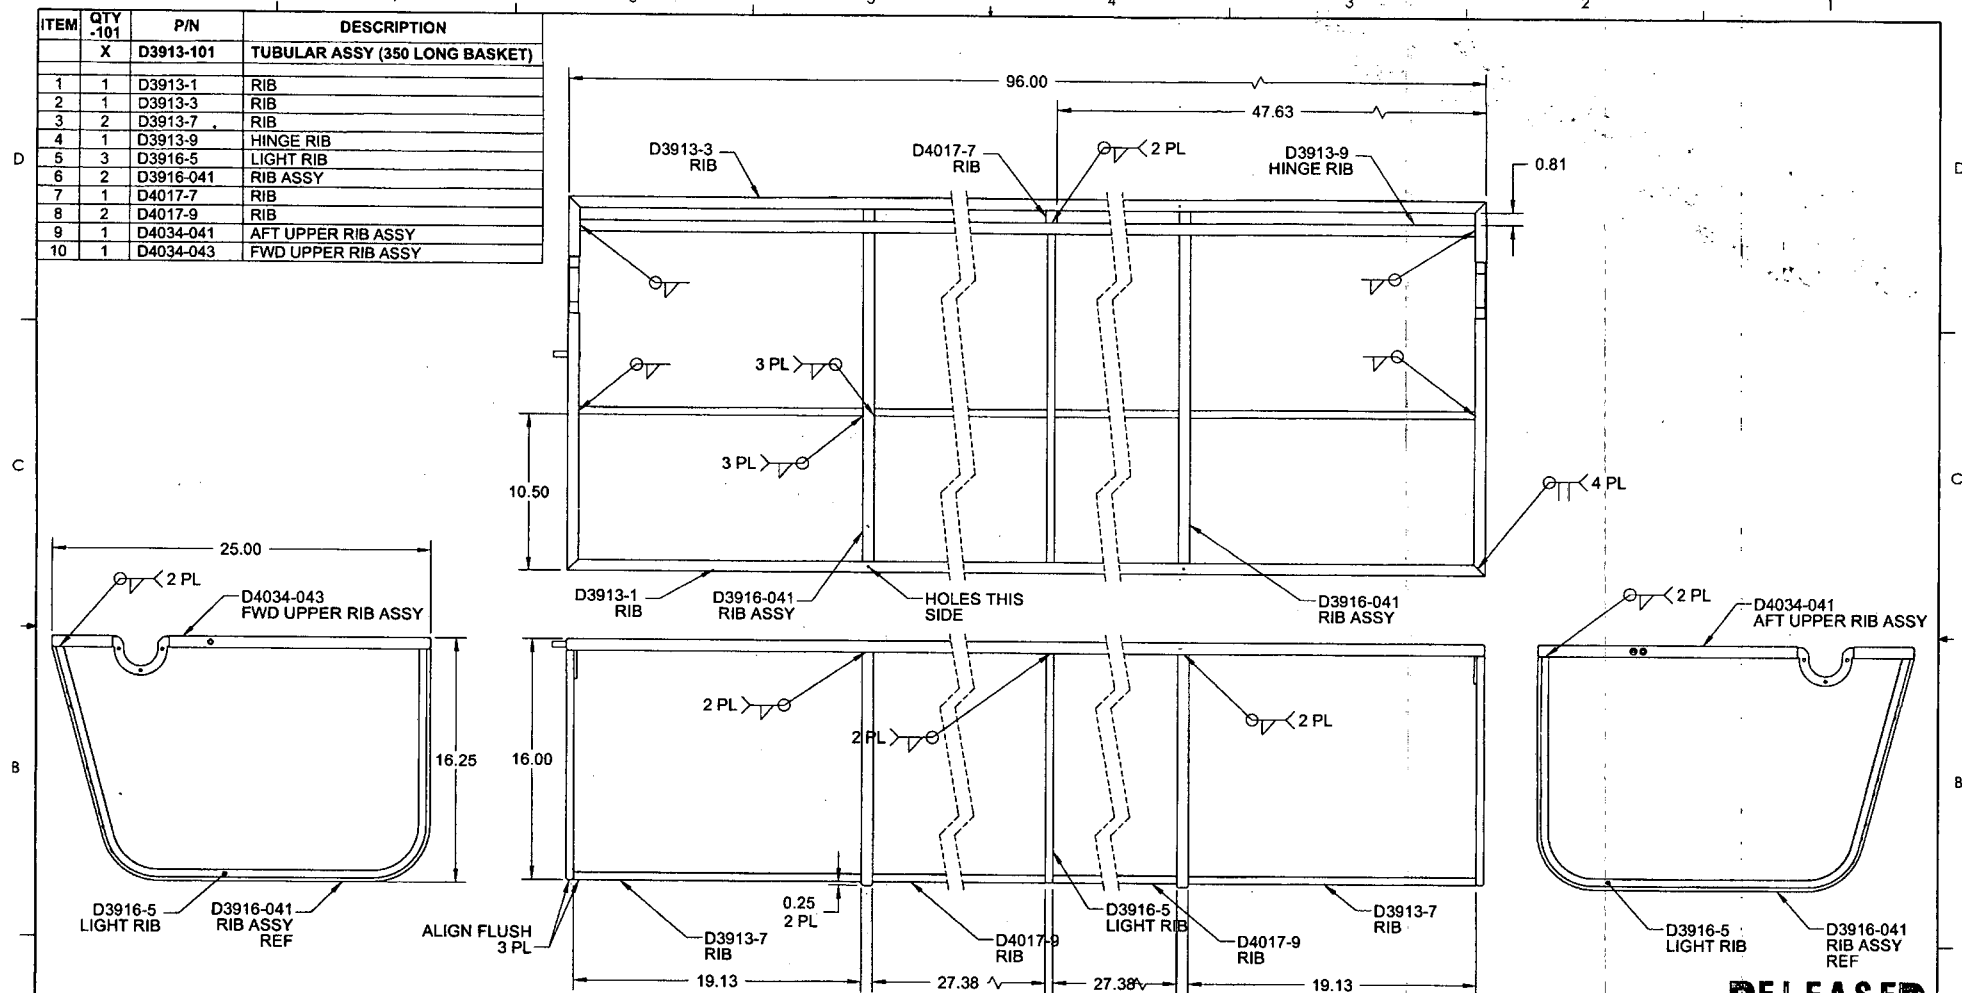 6 5 4 3 2 1
ITEM QTY -101 P/N DESCRIPTION
X D3913-101 TUBULAR ASSY (350 LONG BASKET)
1 1 D3913-1 RIB
2 1 D3913-3 RIB
3 2 D3913-7 RIB
4 1 D3913-9 HINGE RIB
5 3 D3916-5 LIGHT RIB
6 2 D3916-041 RIB ASSY
7 1 D4017-7 RIB
8 2 D4017-9 RIB
9 1 D4034-041 AFT UPPER RIB ASSY
10 1 D4034-043 FWD UPPER RIB ASSY
96.00
47.63
D3913-3
RIB
D4017-7
RIB
2 PL
D3913-9
HINGE RIB
0.81
D
D
3 PL
3 PL
C
C
10.50
4 PL
D3913-1
RIB
D3916-041
RIB ASSY
HOLES THIS
SIDE
D3916-041
RIB ASSY
25.00
2 PL
D4034-043
FWD UPPER RIB ASSY
16.25
D3916-5
LIGHT RIB
D3916-041
RIB ASSY
REF
B
16.00
2 PL
2 PL
2 PL
0.25
2 PL
ALIGN FLUSH
3 PL
D3913-7
RIB
D4017-9
RIB
D3916-5
LIGHT RIB
D4017-9
RIB
D3913-7
RIB
19.13
27.38
27.38
19.13
2 PL
D4034-041
AFT UPPER RIB ASSY
B
D3916-5
LIGHT RIB
D3916-041
RIB ASSY
REF
RELEASED